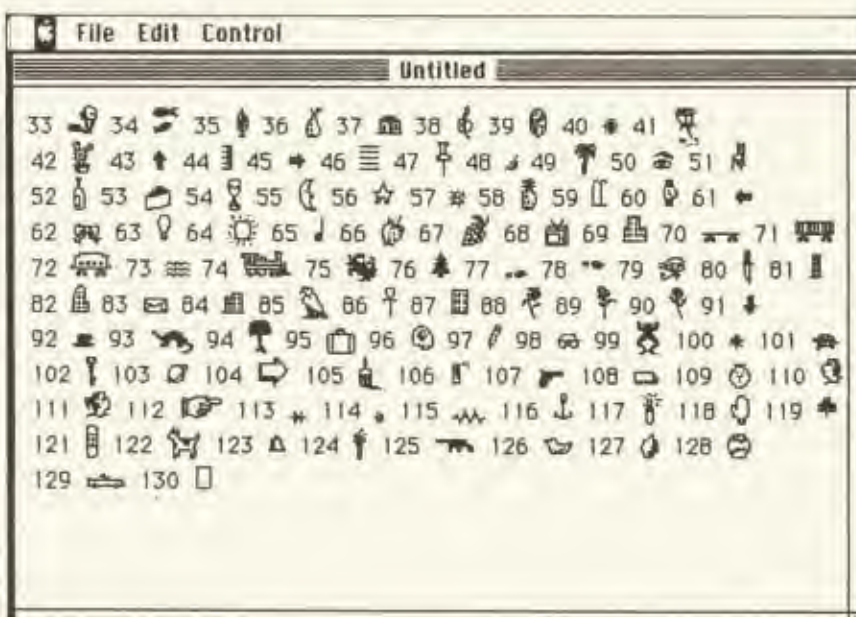 File Edit Control
Untitled
33 34 35 36 37 38 39 40 41
42 43 44 45 46 47 48 49 50 51
52 53 54 55 56 57 58 59 60 61
62 63 64 65 66 67 68 69 70 71
72 73 74 75 76 77 78 79 80 81
82 83 84 85 86 87 88 89 90 91
92 93 94 95 96 97 98 99 100 101
102 103 104 105 106 107 108 109 110
111 112 113 114 115 116 117 118 119
121 122 123 124 125 126 127 128
129 130